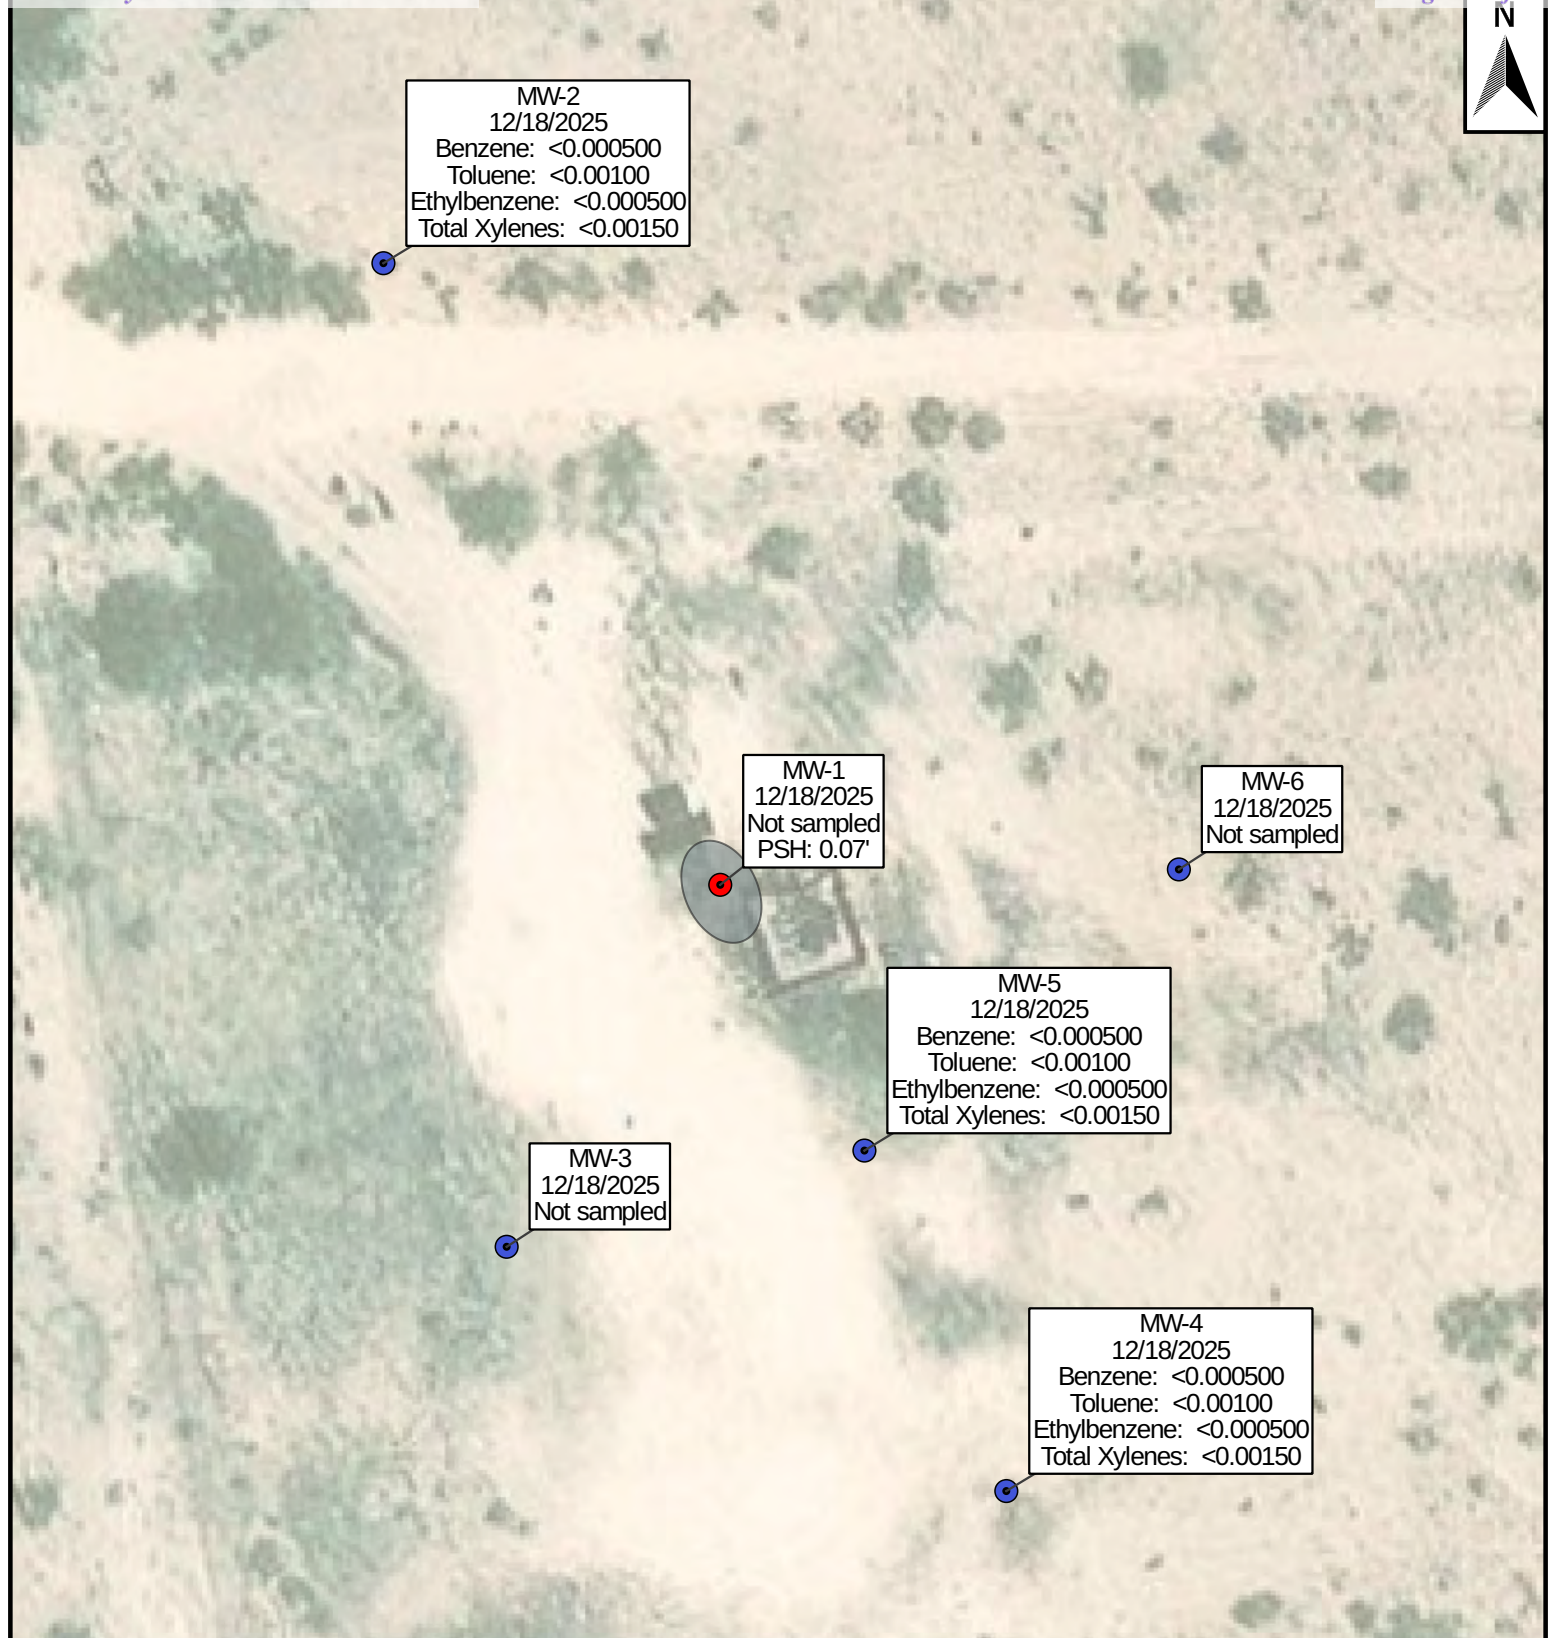 N
MW-2
12/18/2025
Benzene: <0.000500
Toluene: <0.00100
Ethylbenzene: <0.000500
Total Xylenes: <0.00150
MW-1
12/18/2025
Not sampled
PSH: 0.07'
MW-6
12/18/2025
Not sampled
MW-5
12/18/2025
Benzene: <0.000500
Toluene: <0.00100
Ethylbenzene: <0.000500
Total Xylenes: <0.00150
MW-3
12/18/2025
Not sampled
MW-4
12/18/2025
Benzene: <0.000500
Toluene: <0.00100
Ethylbenzene: <0.000500
Total Xylenes: <0.00150